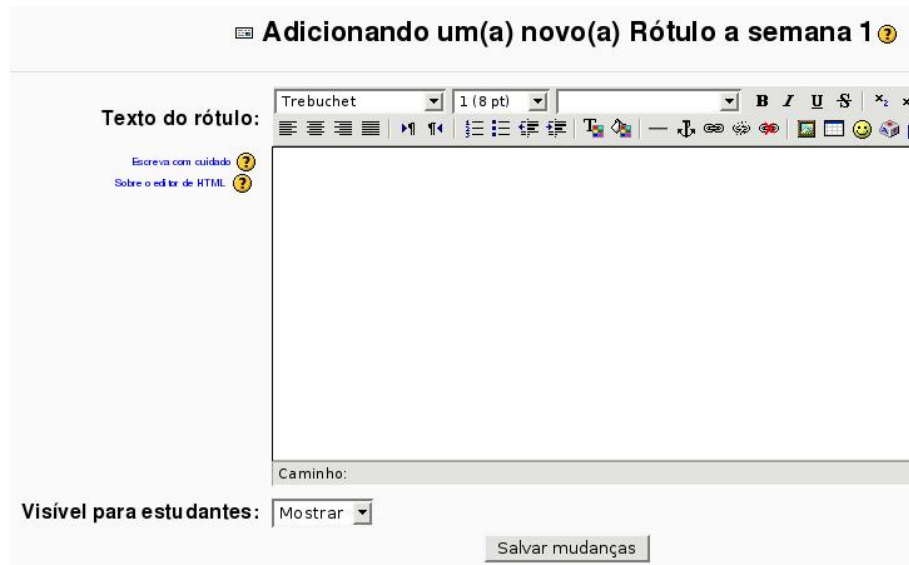 Adicionando um(a) novo(a) Rótulo a semana 1
Texto do rótulo:
Trebuchet 1 (8 pt)
B I U S x₂
Escreva com cuidado
Sobre o editor de HTML
Caminho:
Visível para estudantes: Mostrar
Salvar mudanças